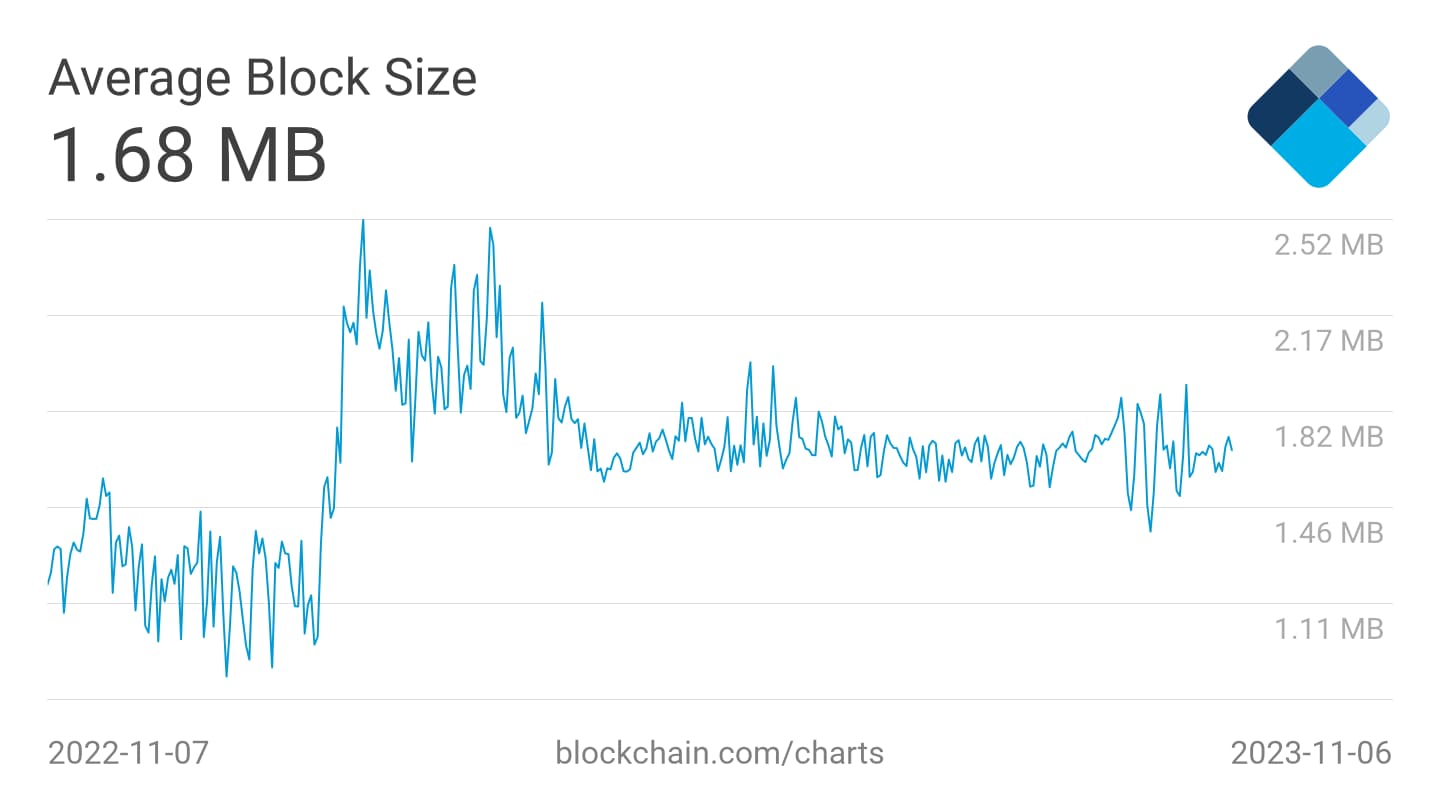 Average Block Size
1.68 MB
2.52 MB
2.17 MB
1.82 MB
1.46 MB
1.11 MB
2022-11-07 blockchain.com/charts 2023-11-06